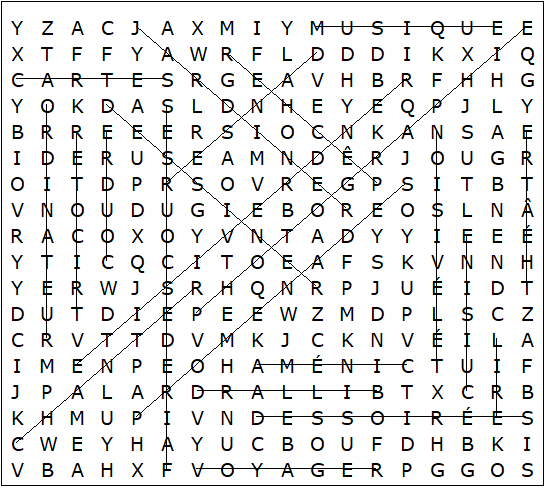 Y Z A C J A X M I Y M U S I Q U E E
X T F F Y A W R F L D D D I K X I Q
C A R T E S R G E A V H B R F H H G
Y O K D A S L D N H E Y E Q P J L Y
B R R E E E R S I O C N K A N S A E
I D E R U S E A M N D Ê R J O U G R
O I T D P R S O V R E G P S I T B T
V N O U D U G I E B O R E O S L N Â
R A C O X O Y V N T A D Y Y I E E É
Y T I C Q C I T O E A F S K V N N H
Y E R W J S R H Q N R P J U É I D T
D U T D I E P E E W Z M D P L S C Z
C R V T T D V M K J C K N V É I L A
I M E N P E O H A M É N I C T U I F
J P A L A R D R A L L I B T X C R B
K H M U P I V N D E S S O I R É E S
C W E Y H A Y U C B O U F D H B K I
V B A H X F V O Y A G E R P G G O S